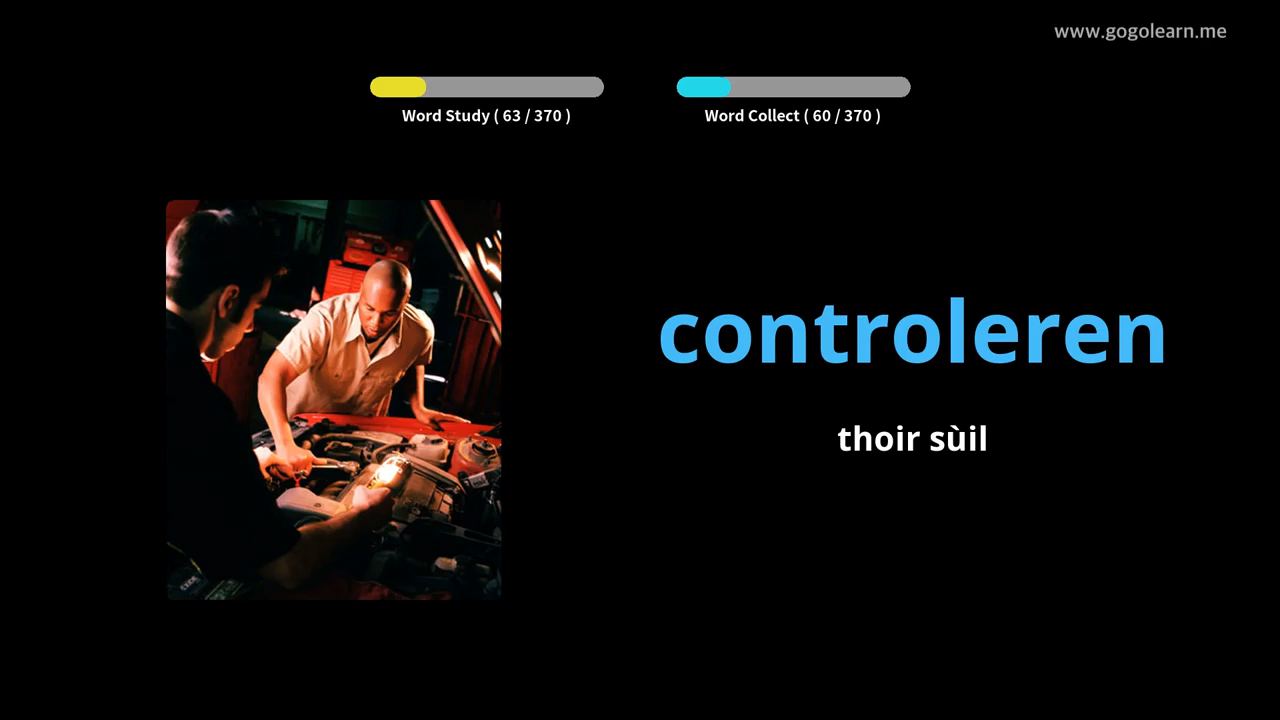 www.gogolearn.me
Word Study ( 63 / 370 )
Word Collect ( 60 / 370 )
controleren
thoir sùil